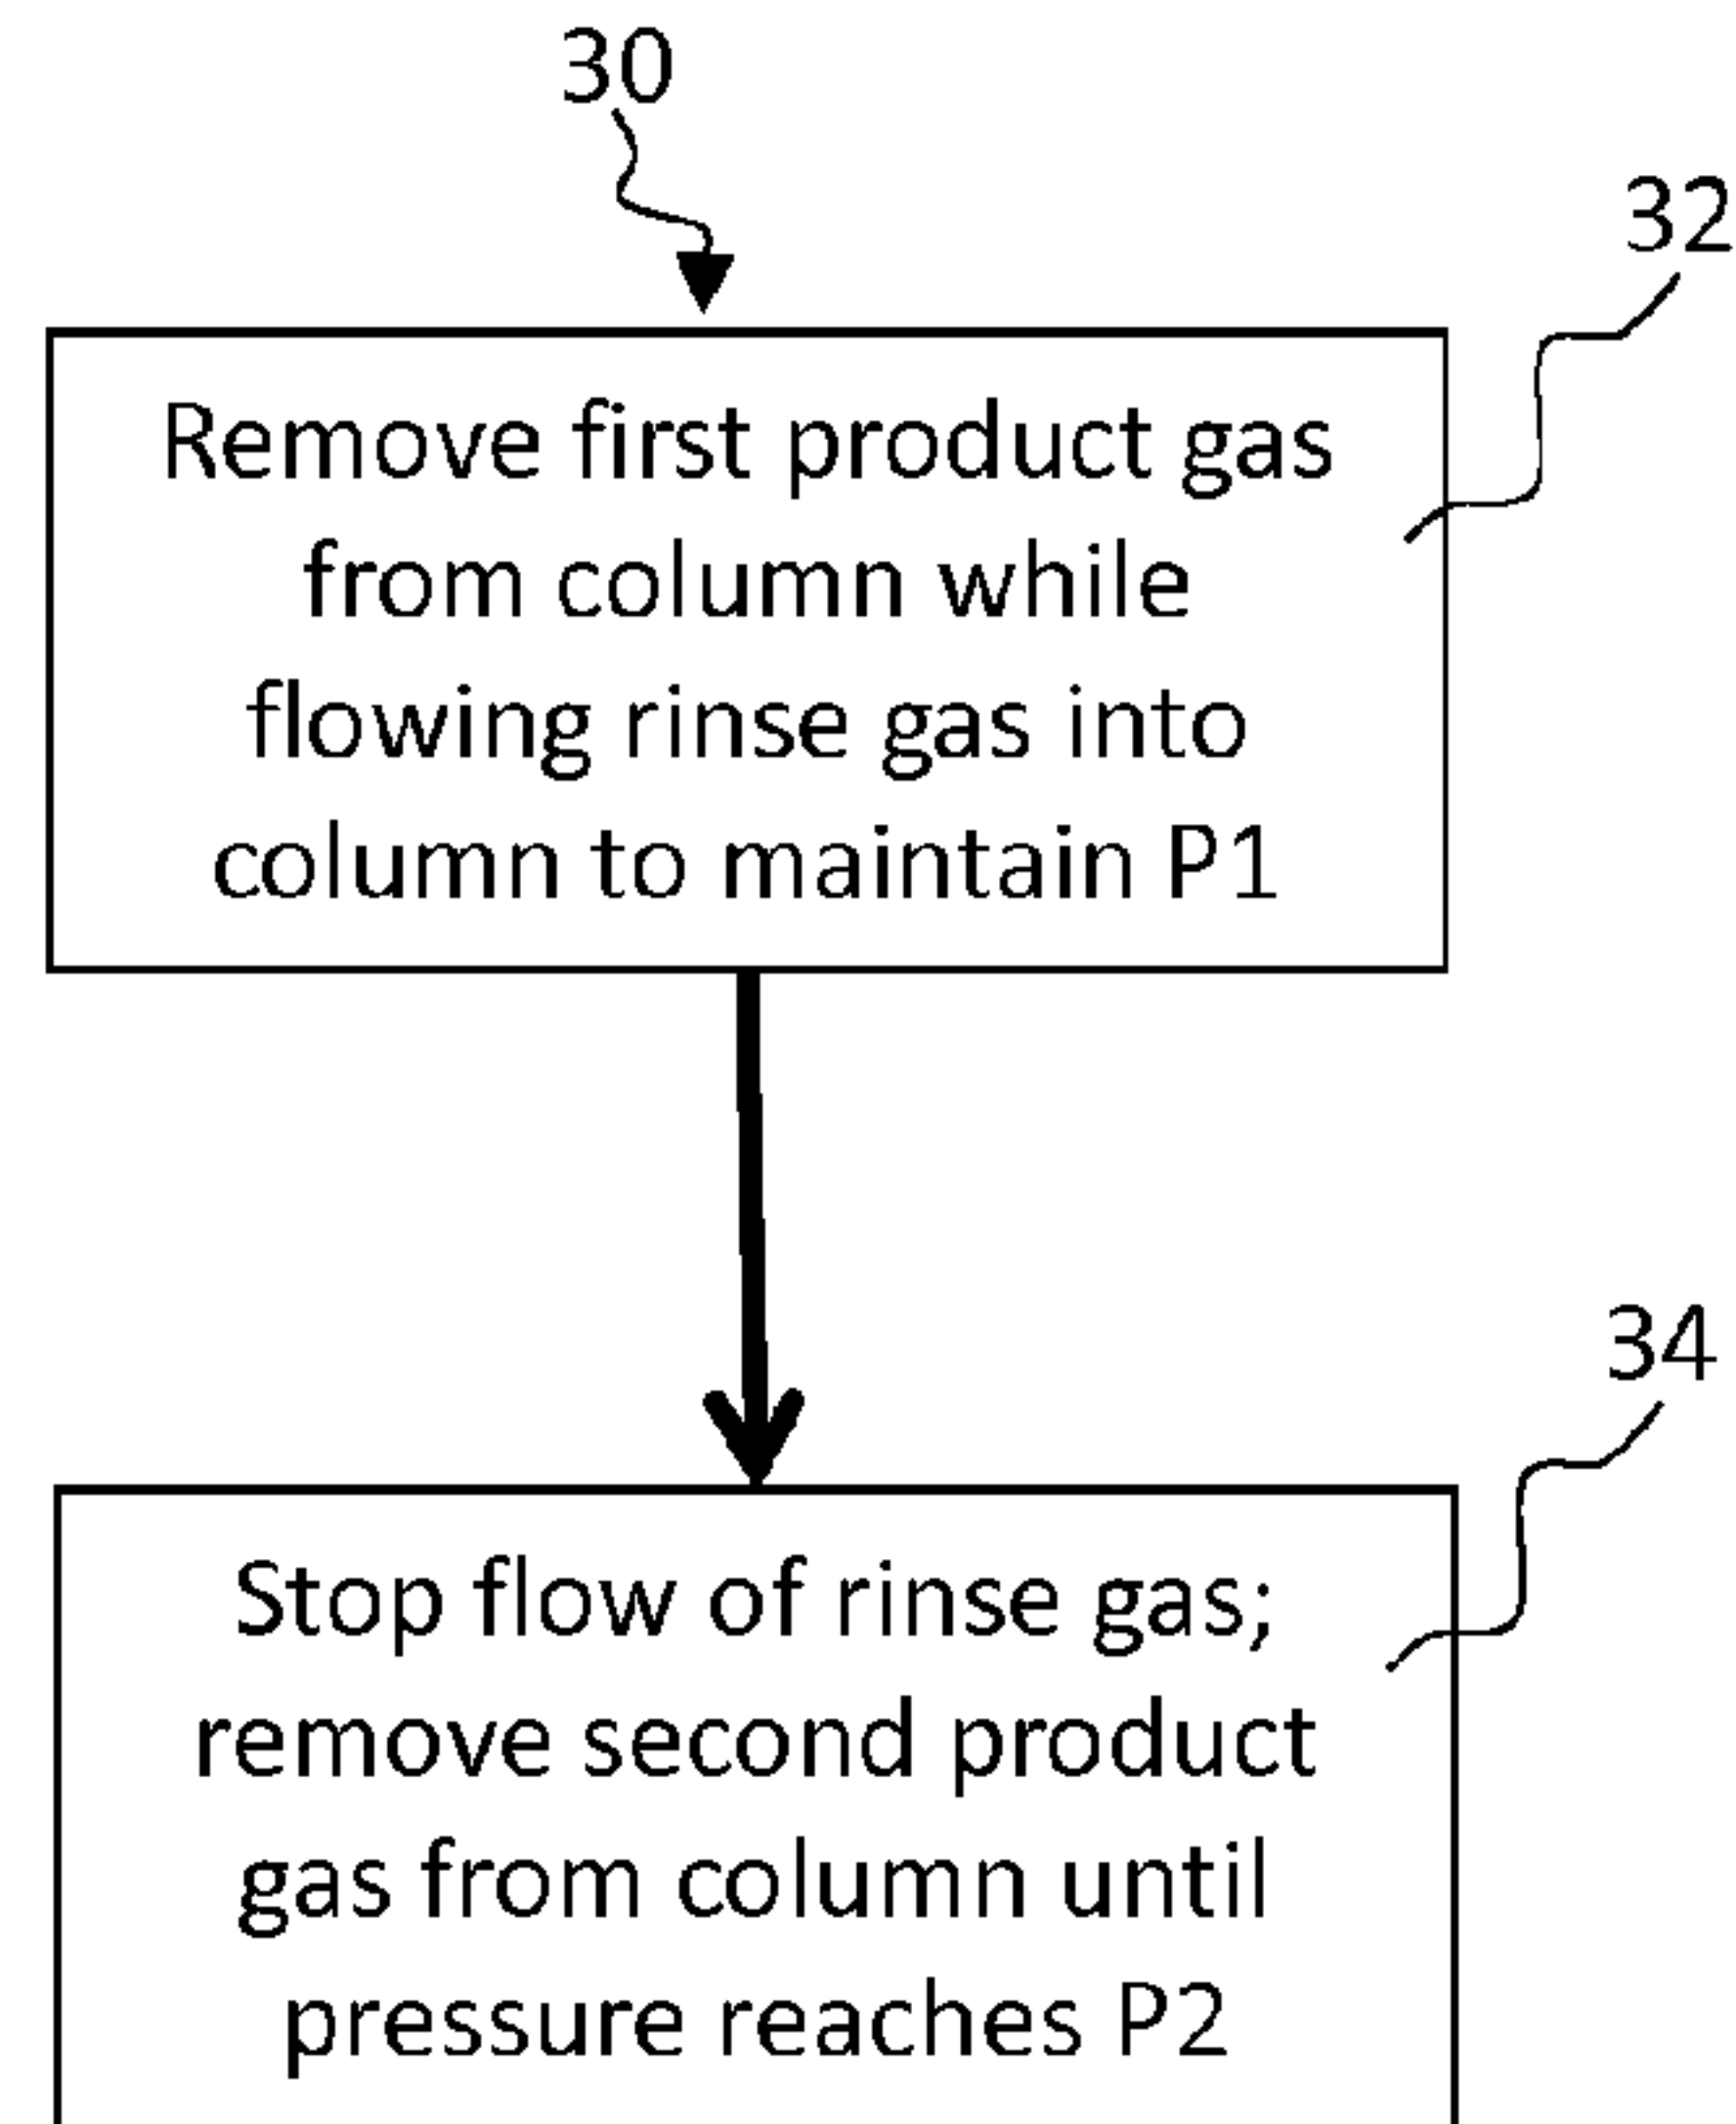 30
32
Remove first product gas
from column while
flowing rinse gas into
column to maintain P1
34
Stop flow of rinse gas;
remove second product
gas from column until
pressure reaches P2